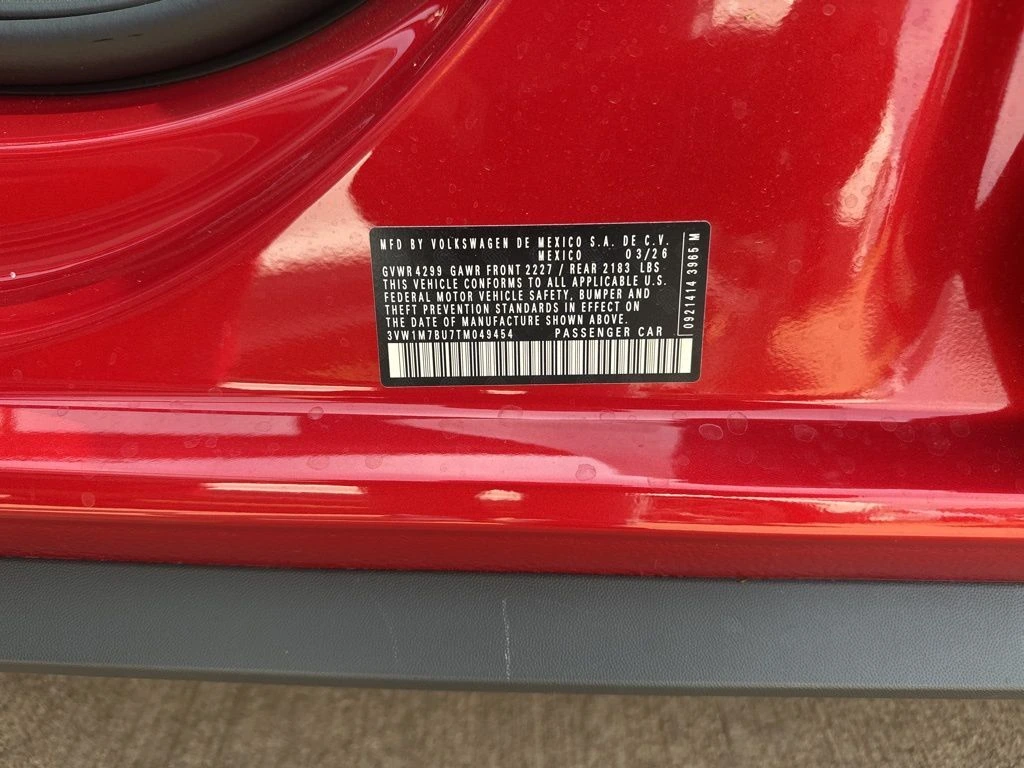 MFD BY VOLKSWAGEN DE MEXICO S.A. DE C.V.
MEXICO 03/26
GVWR 4299 GAWR FRONT 2227 / REAR 2183 LBS
THIS VEHICLE CONFORMS TO ALL APPLICABLE U.S.
FEDERAL MOTOR VEHICLE SAFETY, BUMPER AND
THEFT PREVENTION STANDARDS IN EFFECT ON
THE DATE OF MANUFACTURE SHOWN ABOVE.
3VW1M7BU7TM049454 PASSENGER CAR
0921414 3965 M